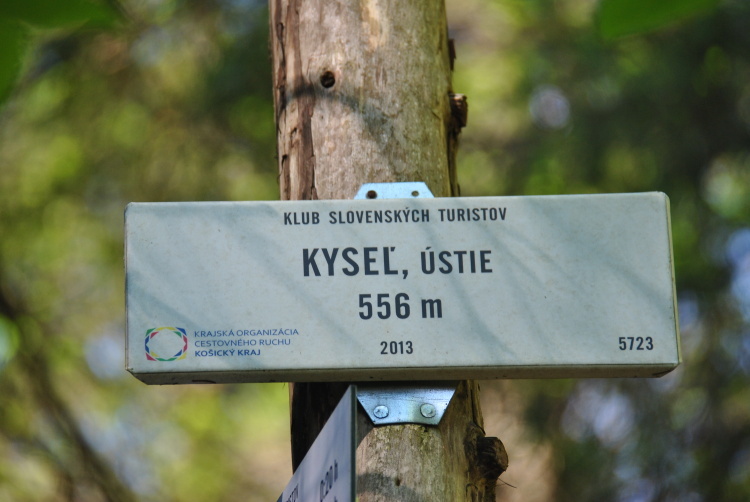 KLUB SLOVENSKÝCH TURISTOV
KYSEĽ, ÚSTIE
556 m
KRAJSKÁ ORGANIZÁCIA
CESTOVNÉHO RUCHU
KOŠICKÝ KRAJ
2013
5723